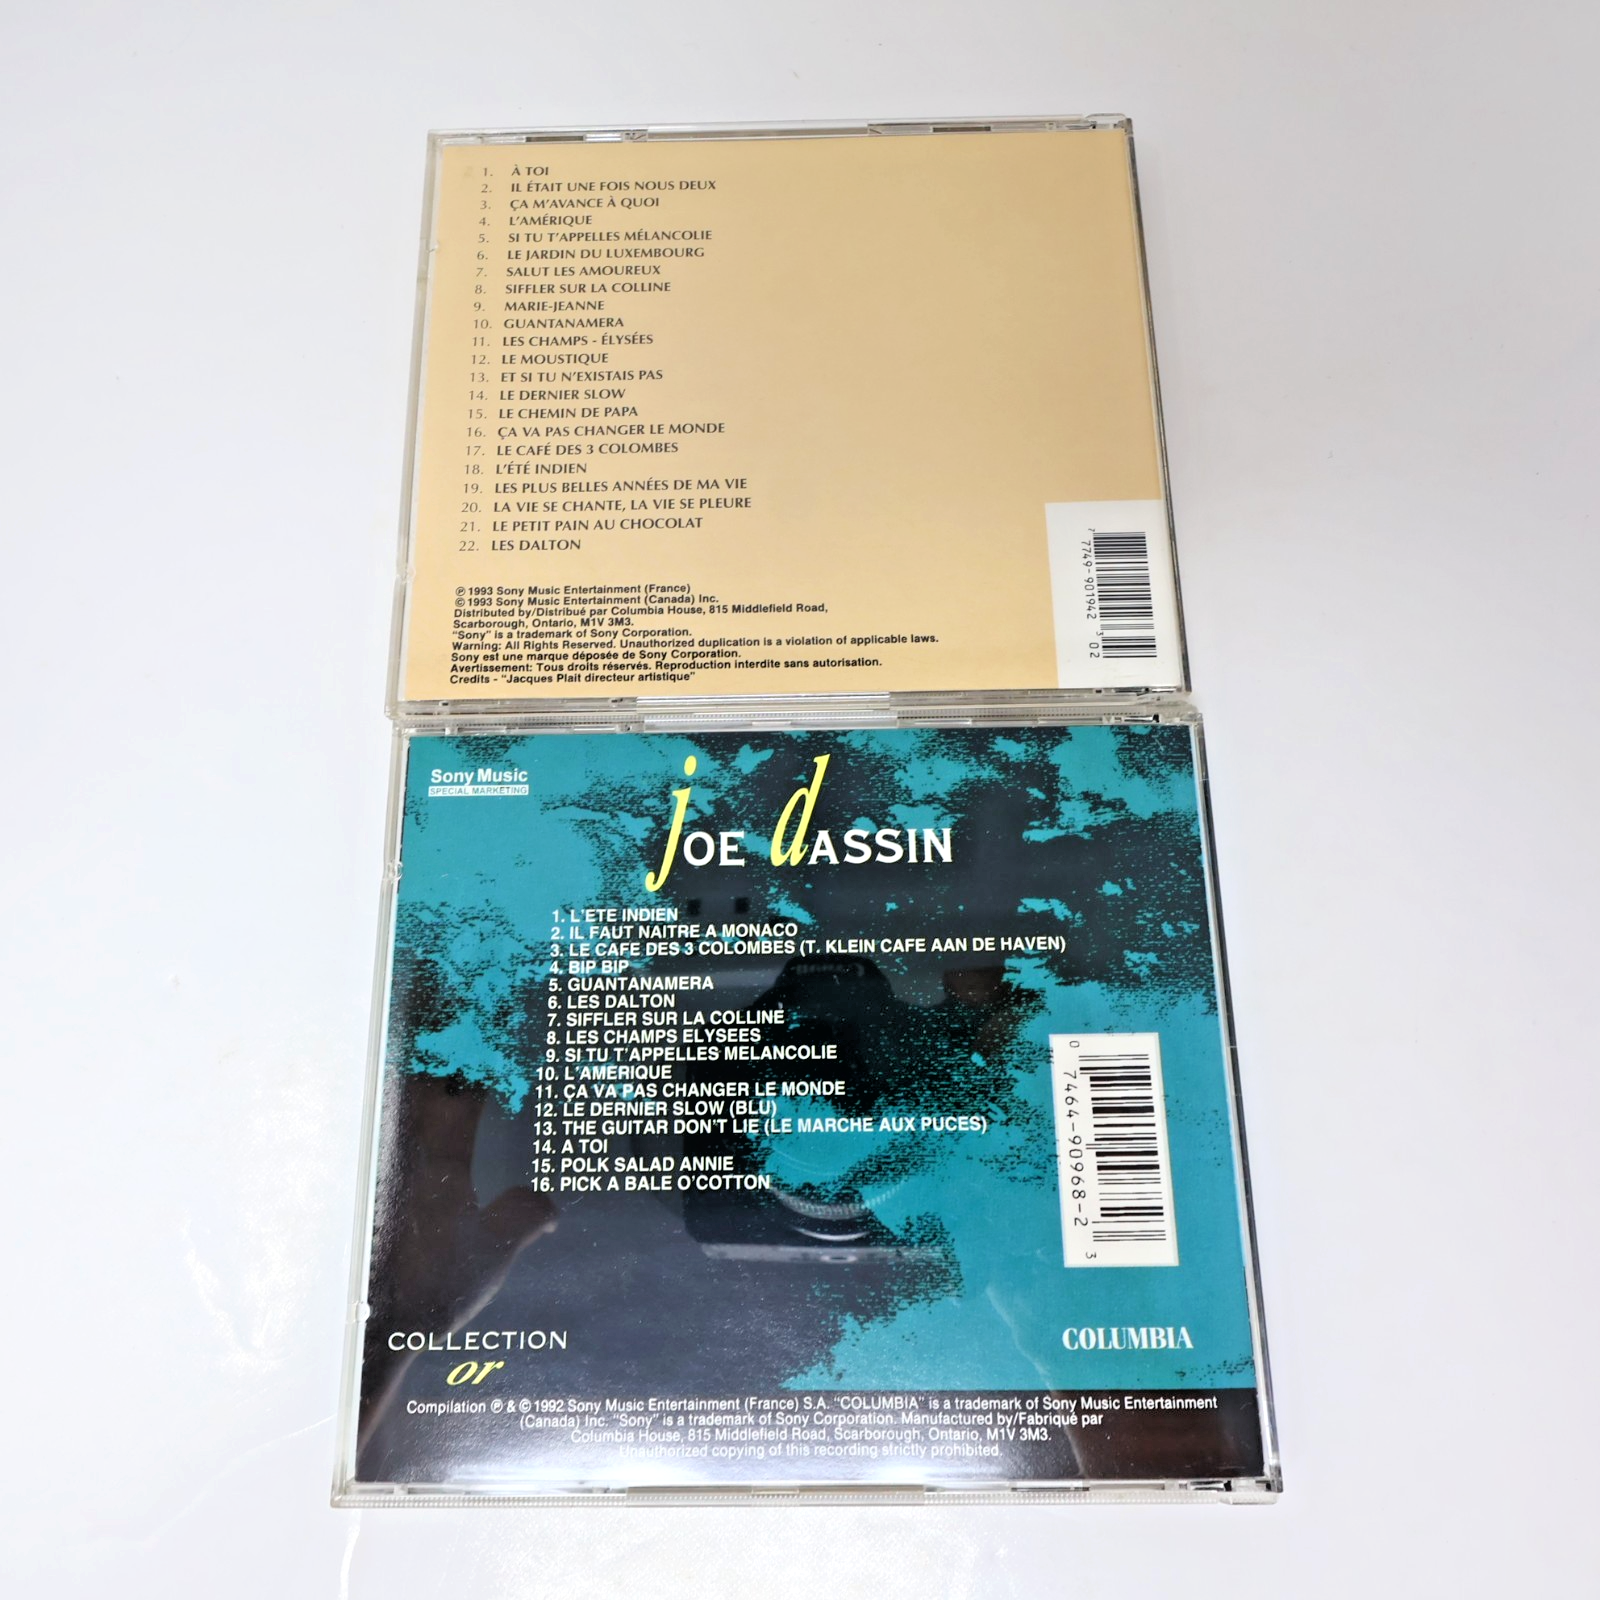 1. À TOI
2. IL ÉTAIT UNE FOIS NOUS DEUX
3. ÇA M'AVANCE À QUOI
4. L'AMÉRIQUE
5. SI TU T'APPELLES MÉLANCOLIE
6. LE JARDIN DU LUXEMBOURG
7. SALUT LES AMOUREUX
8. SIFFLER SUR LA COLLINE
9. MARIE-JEANNE
10. GUANTANAMERA
11. LES CHAMPS - ÉLYSÉES
12. LE MOUSTIQUE
13. ET SI TU N'EXISTAIS PAS
14. LE DERNIER SLOW
15. LE CHEMIN DE PAPA
16. ÇA VA PAS CHANGER LE MONDE
17. LE CAFÉ DES 3 COLOMBES
18. L'ÉTÉ INDIEN
19. LES PLUS BELLES ANNÉES DE MA VIE
20. LA VIE SE CHANTE, LA VIE SE PLEURE
21. LE PETIT PAIN AU CHOCOLAT
22. LES DALTON
7 7749-901942 3 02
℗ 1993 Sony Music Entertainment (France)
© 1993 Sony Music Entertainment (Canada) Inc.
Distributed by/Distribué par Columbia House, 815 Middlefield Road,
Scarborough, Ontario, M1V 3M3.
"Sony" is a trademark of Sony Corporation.
Warning: All Rights Reserved. Unauthorized duplication is a violation of applicable laws.
Sony est une marque déposée de Sony Corporation.
Avertissement: Tous droits réservés. Reproduction interdite sans autorisation.
Credits - "Jacques Plait directeur artistique"
Sony Music
SPECIAL MARKETING
joe dassin
1. L'ETE INDIEN
2. IL FAUT NAITRE A MONACO
3. LE CAFE DES 3 COLOMBES (T. KLEIN CAFE AAN DE HAVEN)
4. BIP BIP
5. GUANTANAMERA
6. LES DALTON
7. SIFFLER SUR LA COLLINE
8. LES CHAMPS ELYSEES
9. SI TU T'APPELLES MELANCOLIE
10. L'AMERIQUE
11. ÇA VA PAS CHANGER LE MONDE
12. LE DERNIER SLOW (BLU)
13. THE GUITAR DON'T LIE (LE MARCHE AUX PUCES)
14. A TOI
15. POLK SALAD ANNIE
16. PICK A BALE O'COTTON
0 7464-90968-2 3
COLLECTION
or
COLUMBIA
Compilation ℗ & © 1992 Sony Music Entertainment (France) S.A. "COLUMBIA" is a trademark of Sony Music Entertainment
(Canada) Inc. "Sony" is a trademark of Sony Corporation. Manufactured by/Fabriqué par
Columbia House, 815 Middlefield Road, Scarborough, Ontario, M1V 3M3.
Unauthorized copying of this recording strictly prohibited.